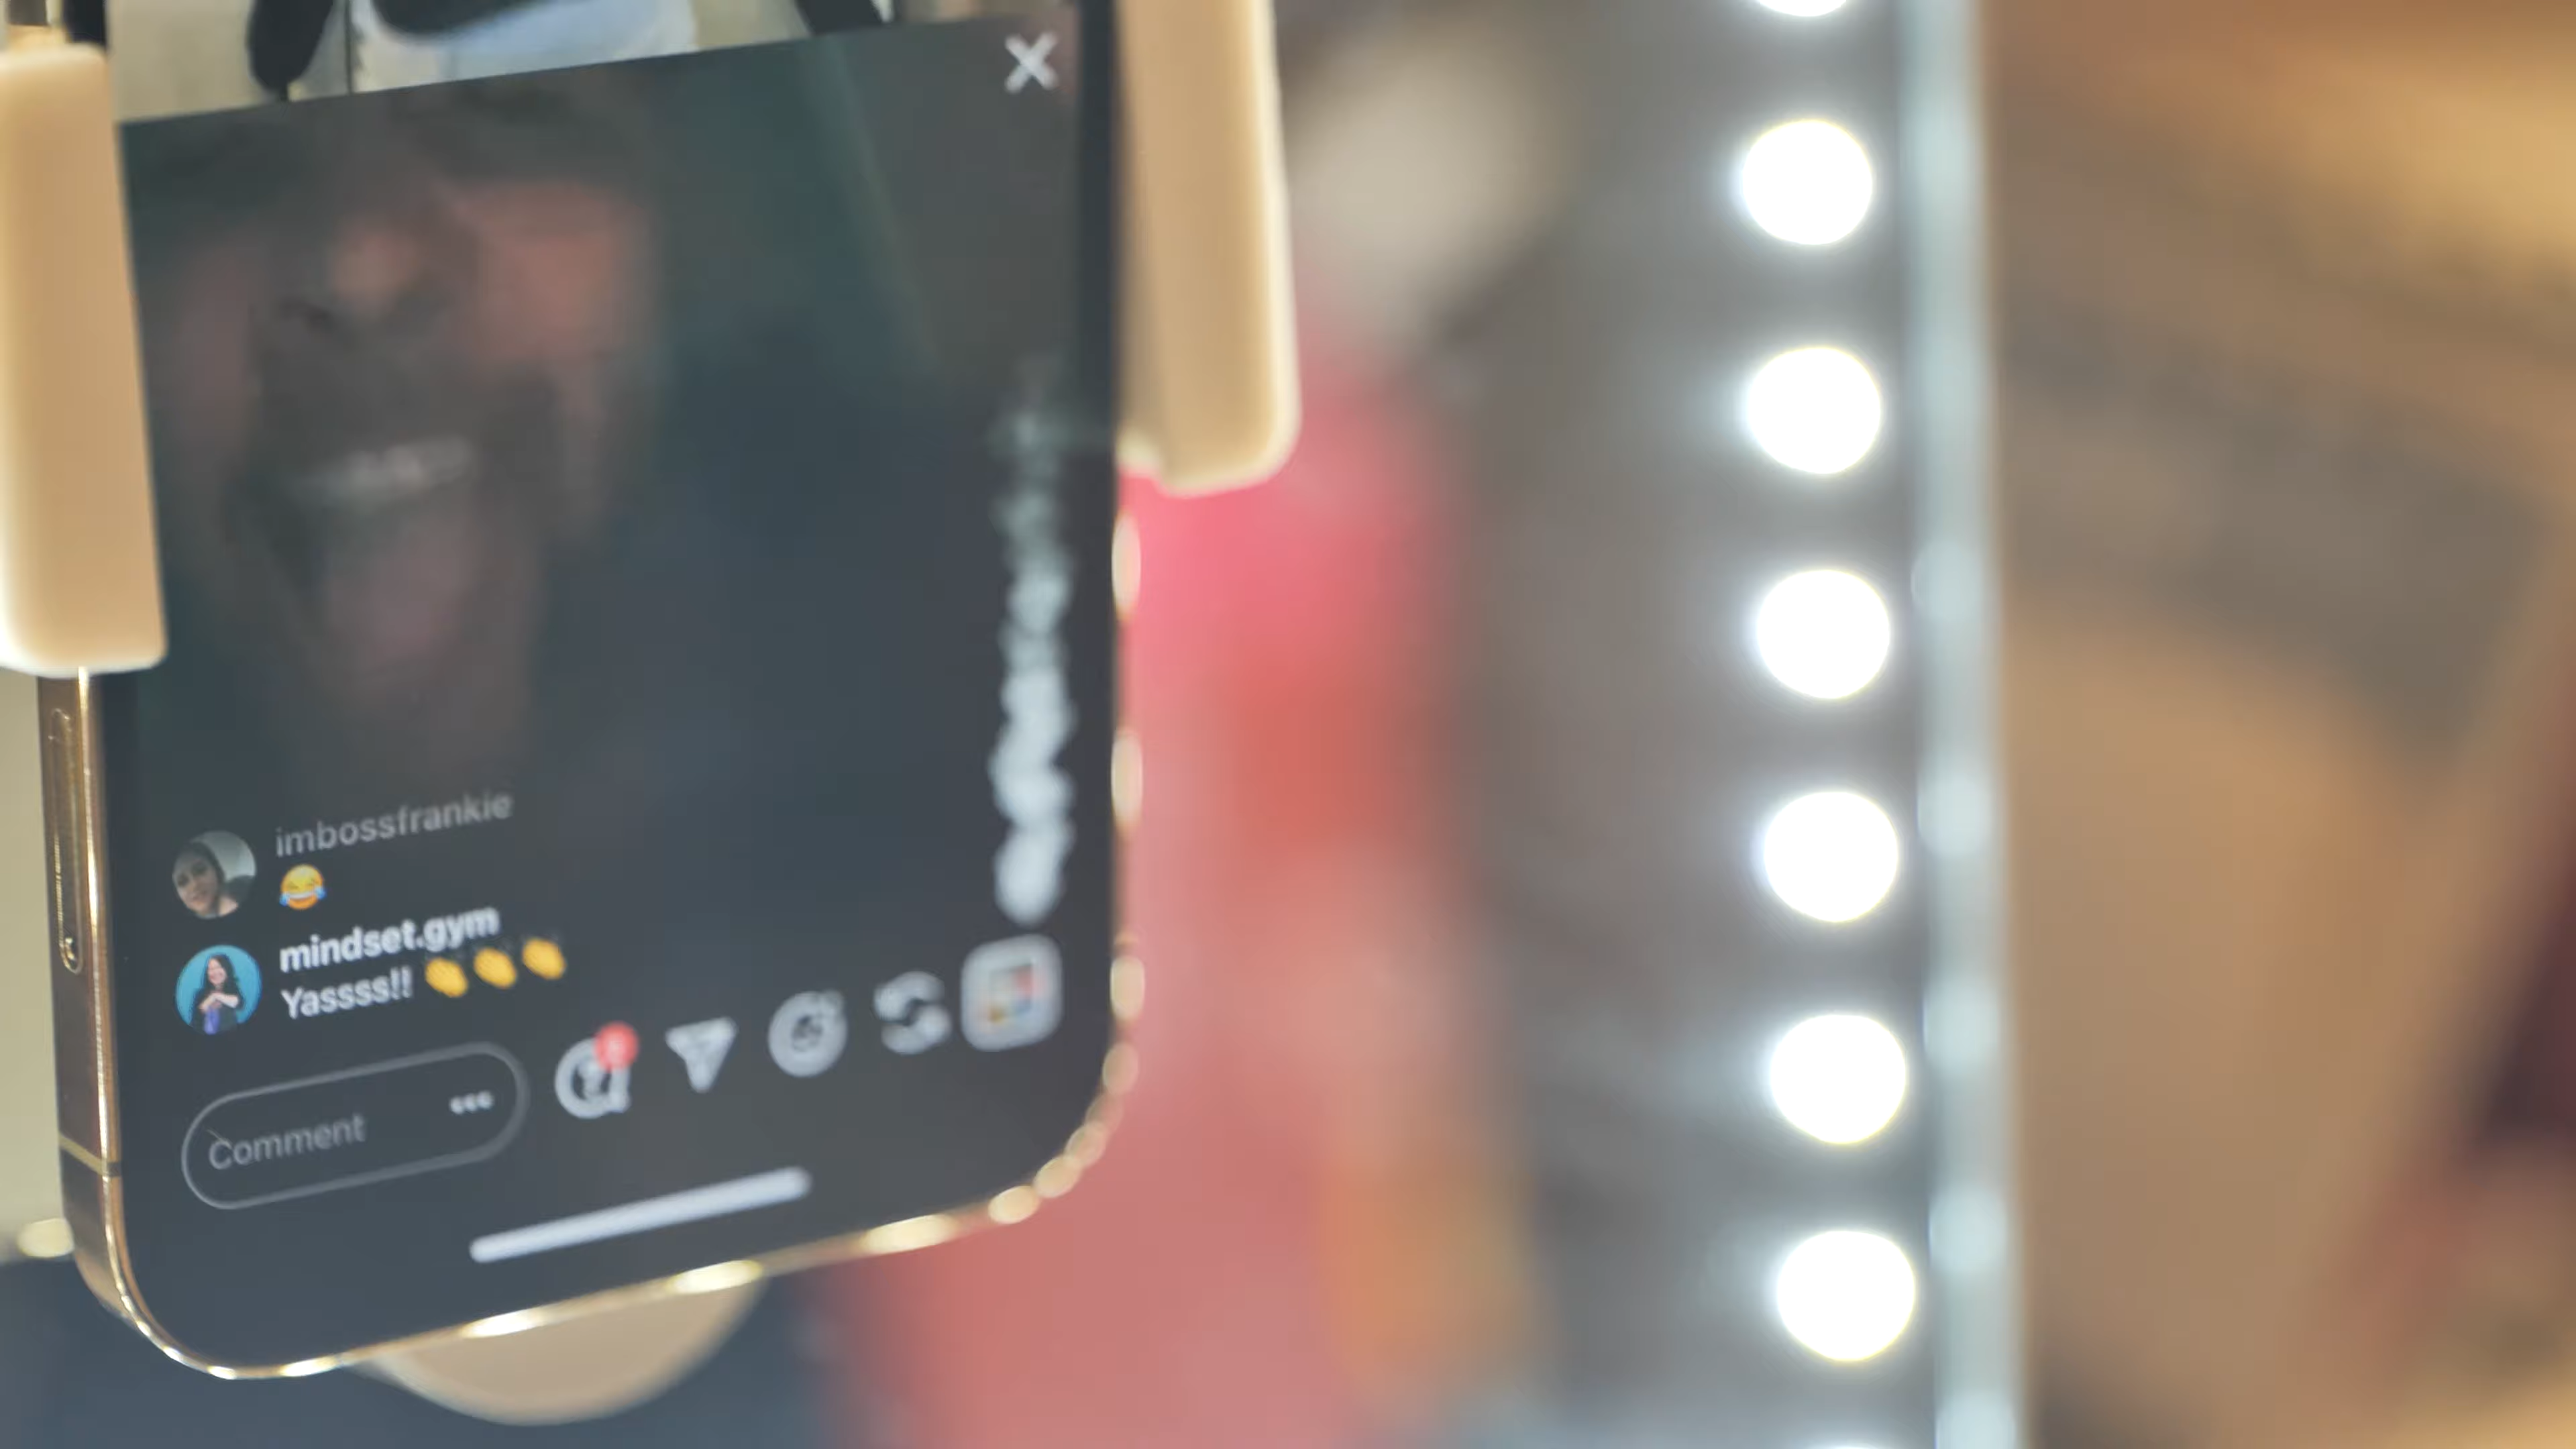 imbossfrankie
😂
mindset.gym
Yassss!! 👏👏👏
Comment